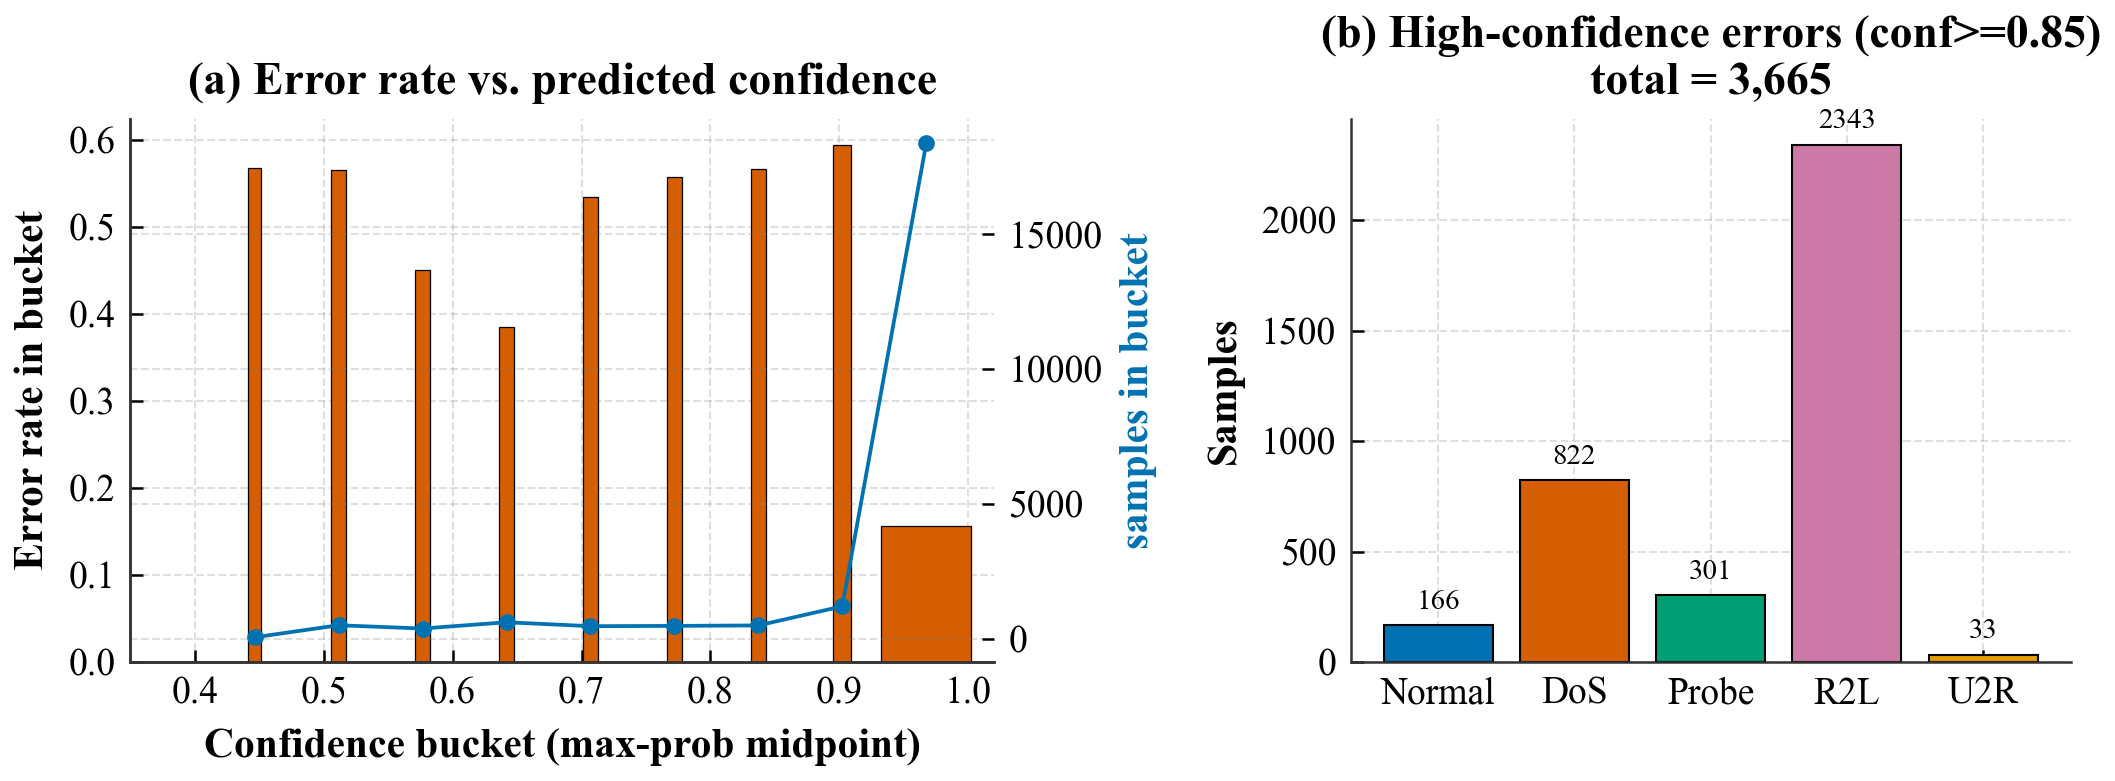 (a) Error rate vs. predicted confidence
Error rate in bucket
0.6
0.5
0.4
0.3
0.2
0.1
0.0
0.4 0.5 0.6 0.7 0.8 0.9 1.0
Confidence bucket (max-prob midpoint)
15000
10000
5000
0
samples in bucket
(b) High-confidence errors (conf>=0.85)
total = 3,665
Samples
2000
1500
1000
500
0
166
822
301
2343
33
Normal DoS Probe R2L U2R